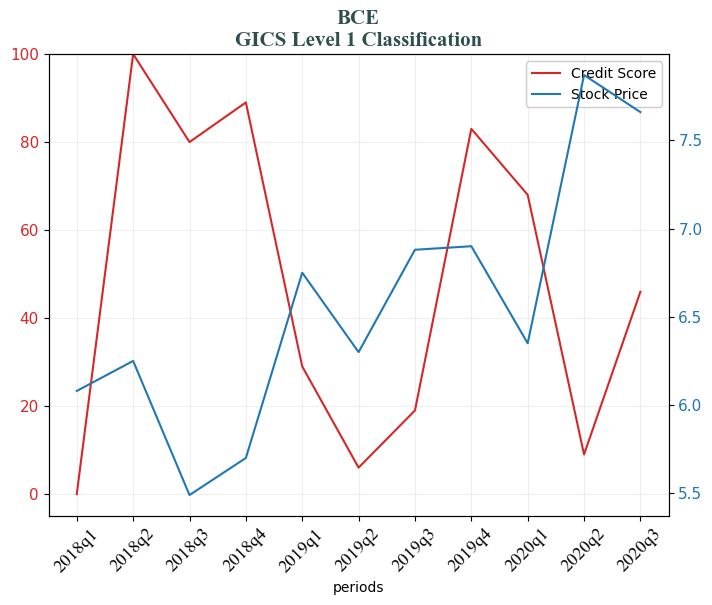 BCE
GICS Level 1 Classification
100
80
60
40
20
0
Credit Score
Stock Price
7.5
7.0
6.5
6.0
5.5
2018q1
2018q2
2018q3
2018q4
2019q1
2019q2
2019q3
2019q4
2020q1
2020q2
2020q3
periods